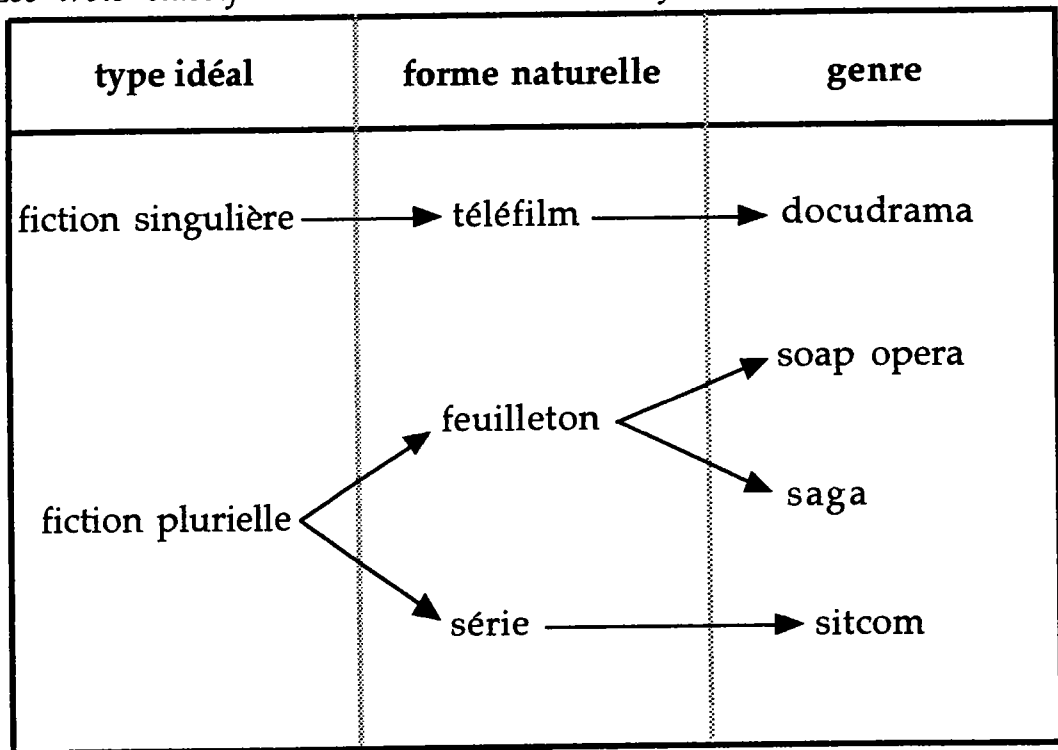 type idéal forme naturelle genre
fiction singulière téléfilm docudrama
soap opera
feuilleton
saga
fiction plurielle
série sitcom